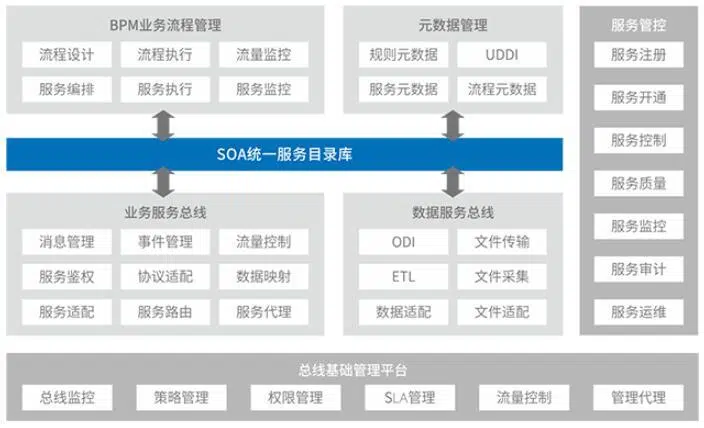 BPM业务流程管理
流程设计 流程执行 流量监控
服务编排 服务执行 服务监控
元数据管理
规则元数据 UDDI
服务元数据 流程元数据
SOA统一服务目录库
业务服务总线
消息管理 事件管理 流量控制
服务鉴权 协议适配 数据映射
服务适配 服务路由 服务代理
数据服务总线
ODI 文件传输
ETL 文件采集
数据适配 文件适配
服务管控
服务注册
服务开通
服务控制
服务质量
服务监控
服务审计
服务运维
总线基础管理平台
总线监控 策略管理 权限管理 SLA管理 流量控制 管理代理